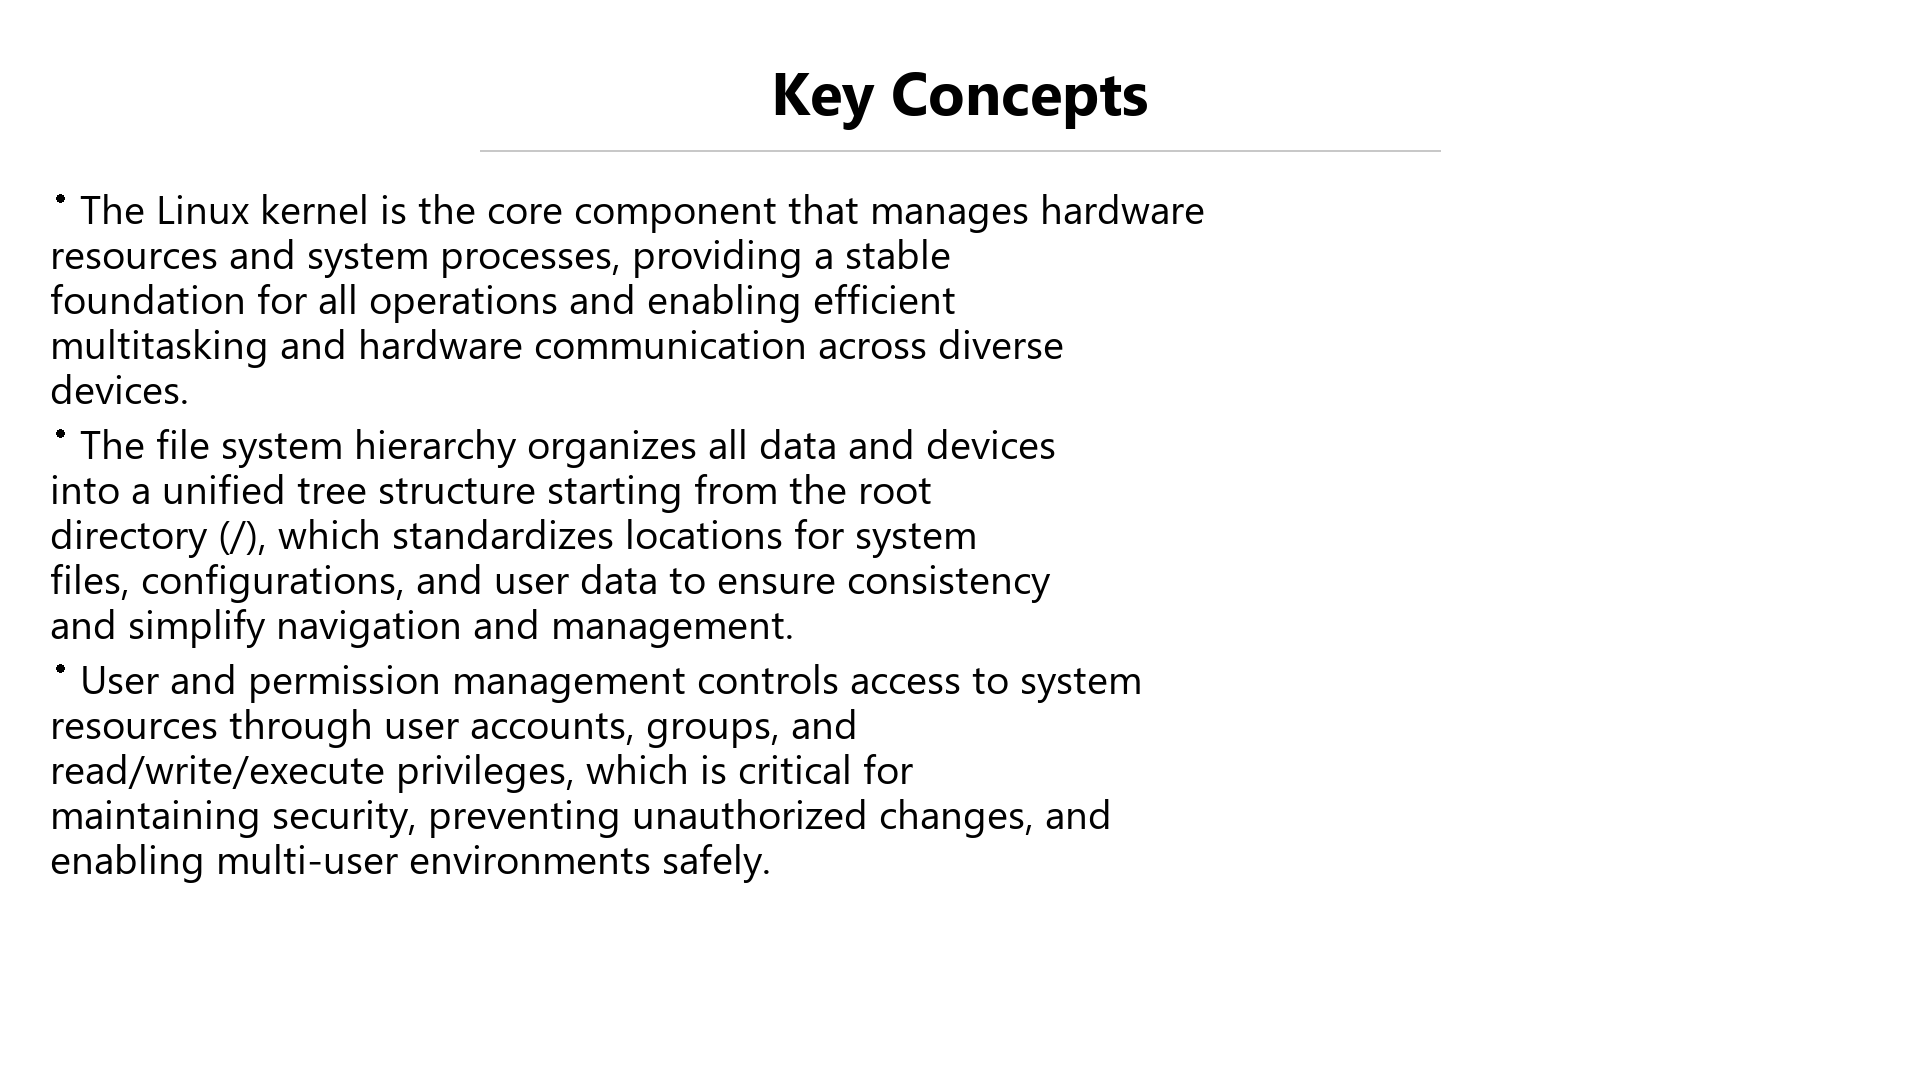 Key Concepts
• The Linux kernel is the core component that manages hardware
resources and system processes, providing a stable
foundation for all operations and enabling efficient
multitasking and hardware communication across diverse
devices.
• The file system hierarchy organizes all data and devices
into a unified tree structure starting from the root
directory (/), which standardizes locations for system
files, configurations, and user data to ensure consistency
and simplify navigation and management.
• User and permission management controls access to system
resources through user accounts, groups, and
read/write/execute privileges, which is critical for
maintaining security, preventing unauthorized changes, and
enabling multi-user environments safely.